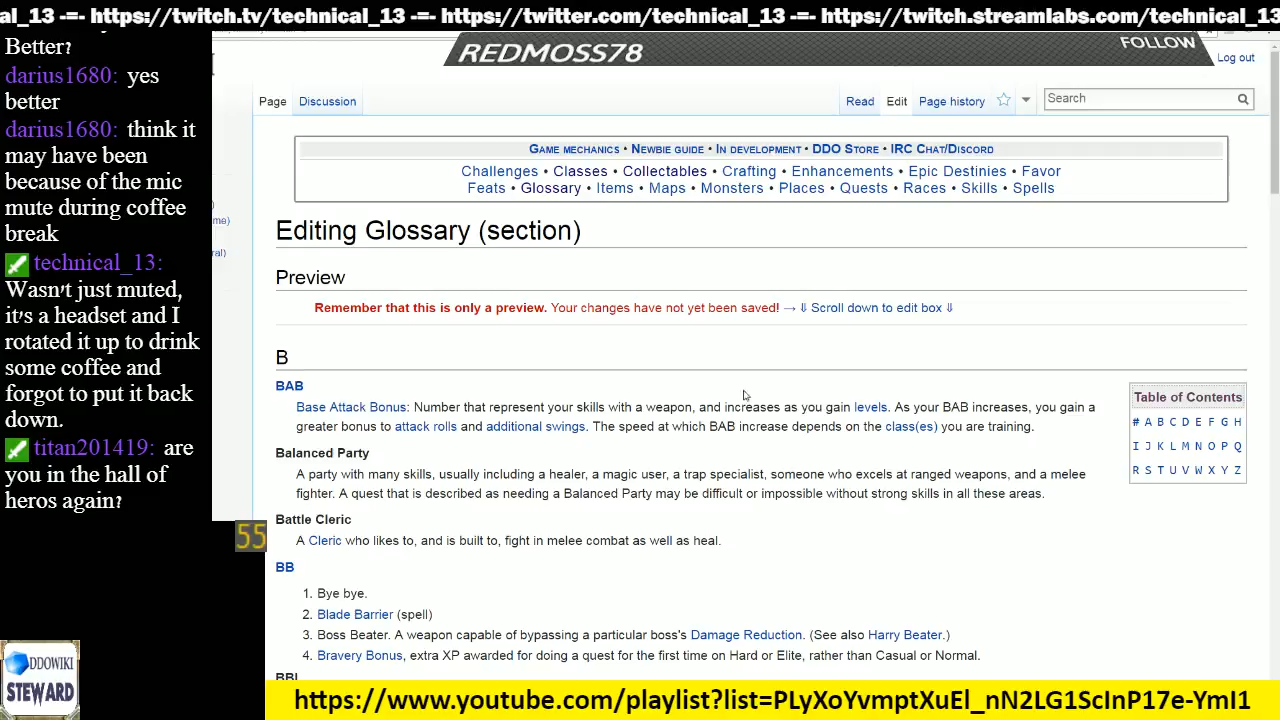 al_13 -=- https://twitch.tv/technical_13 -=- https://twitter.com/technical_13 -=- https://twitch.streamlabs.com/technical_13
Better?
darius1680: yes
better
darius1680: think it
may have been
because of the mic
mute during coffee
break
technical_13:
Wasn't just muted,
it's a headset and I
rotated it up to drink
some coffee and
forgot to put it back
down.
titan201419: are
you in the hall of
heros again?
55
DDOWIKI
STEWARD
me)
ral)
REDMOSS78
FOLLOW
Log out
Page Discussion Read Edit Page history Search
Game mechanics • Newbie guide • In development • DDO Store • IRC Chat/Discord
Challenges • Classes • Collectables • Crafting • Enhancements • Epic Destinies • Favor
Feats • Glossary • Items • Maps • Monsters • Places • Quests • Races • Skills • Spells
Editing Glossary (section)
Preview
Remember that this is only a preview. Your changes have not yet been saved! → ⇓ Scroll down to edit box ⇓
B
BAB
Base Attack Bonus: Number that represent your skills with a weapon, and increases as you gain levels. As your BAB increases, you gain a
greater bonus to attack rolls and additional swings. The speed at which BAB increase depends on the class(es) you are training.
Balanced Party
A party with many skills, usually including a healer, a magic user, a trap specialist, someone who excels at ranged weapons, and a melee
fighter. A quest that is described as needing a Balanced Party may be difficult or impossible without strong skills in all these areas.
Battle Cleric
A Cleric who likes to, and is built to, fight in melee combat as well as heal.
BB
1. Bye bye.
2. Blade Barrier (spell)
3. Boss Beater. A weapon capable of bypassing a particular boss's Damage Reduction. (See also Harry Beater.)
4. Bravery Bonus, extra XP awarded for doing a quest for the first time on Hard or Elite, rather than Casual or Normal.
BBL
Table of Contents
# A B C D E F G H
I J K L M N O P Q
R S T U V W X Y Z
https://www.youtube.com/playlist?list=PLyXoYvmptXuEl_nN2LG1ScInP17e-YmI1